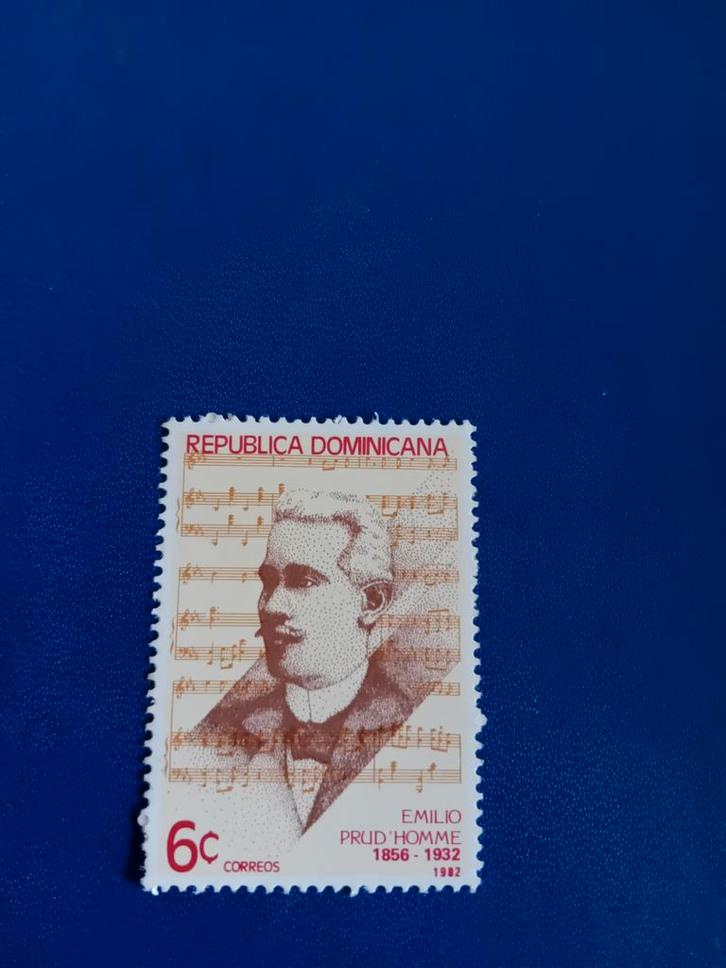 REPUBLICA DOMINICANA
EMILIO
PRUD'HOMME
1856 - 1932
1982
6¢ CORREOS